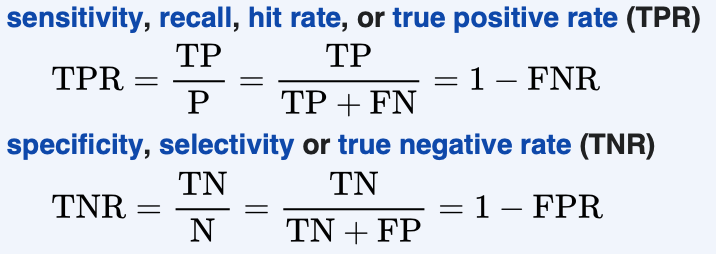 sensitivity, recall, hit rate, or true positive rate (TPR)
TPR = TP/P = TP/(TP + FN) = 1 − FNR
specificity, selectivity or true negative rate (TNR)
TNR = TN/N = TN/(TN + FP) = 1 − FPR